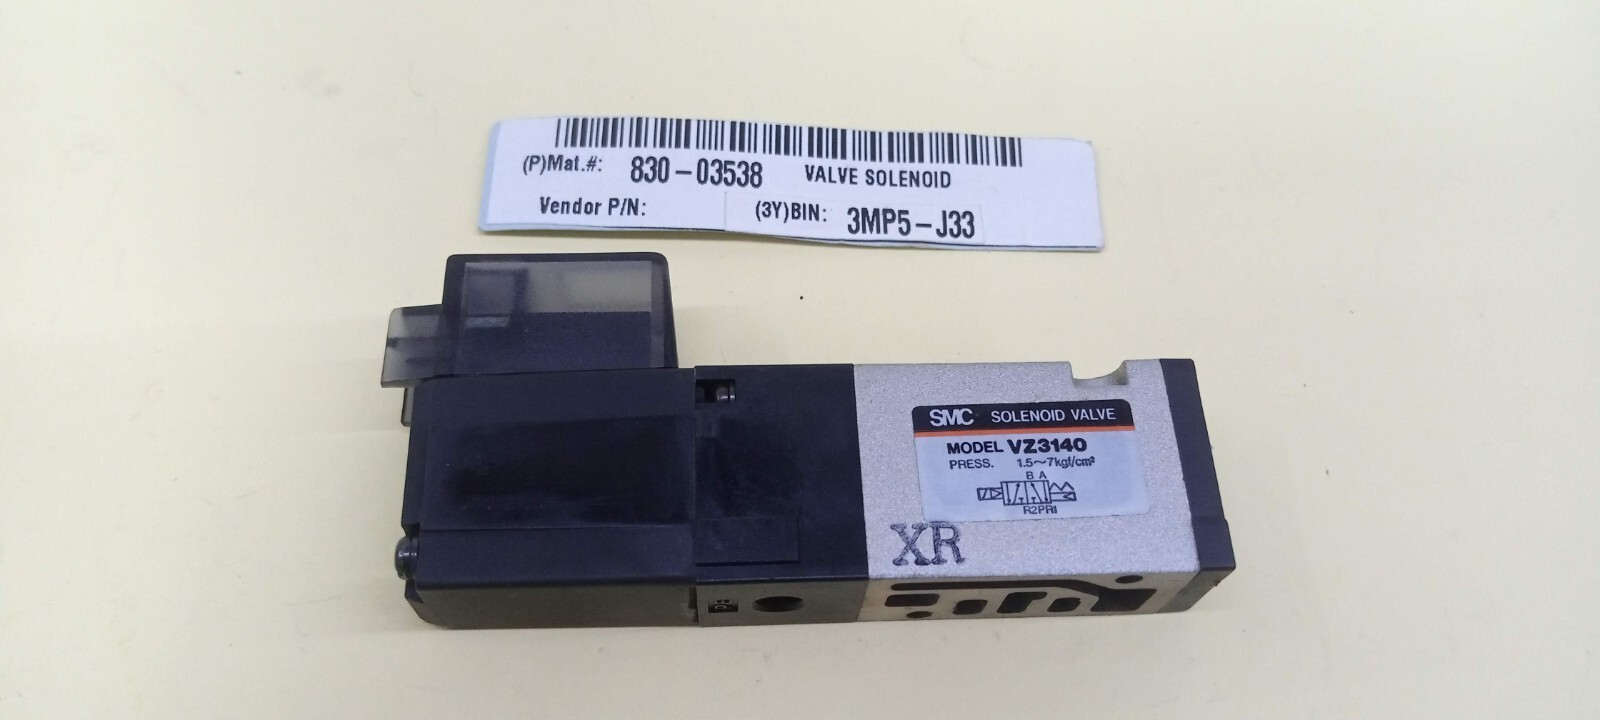 (P)Mat.#: 830-03538 VALVE SOLENOID
Vendor P/N: (3Y)BIN: 3MP5-J33
SMC SOLENOID VALVE
MODEL VZ3140
PRESS. 1.5~7kgf/cm²
B A
R2PR1
XR